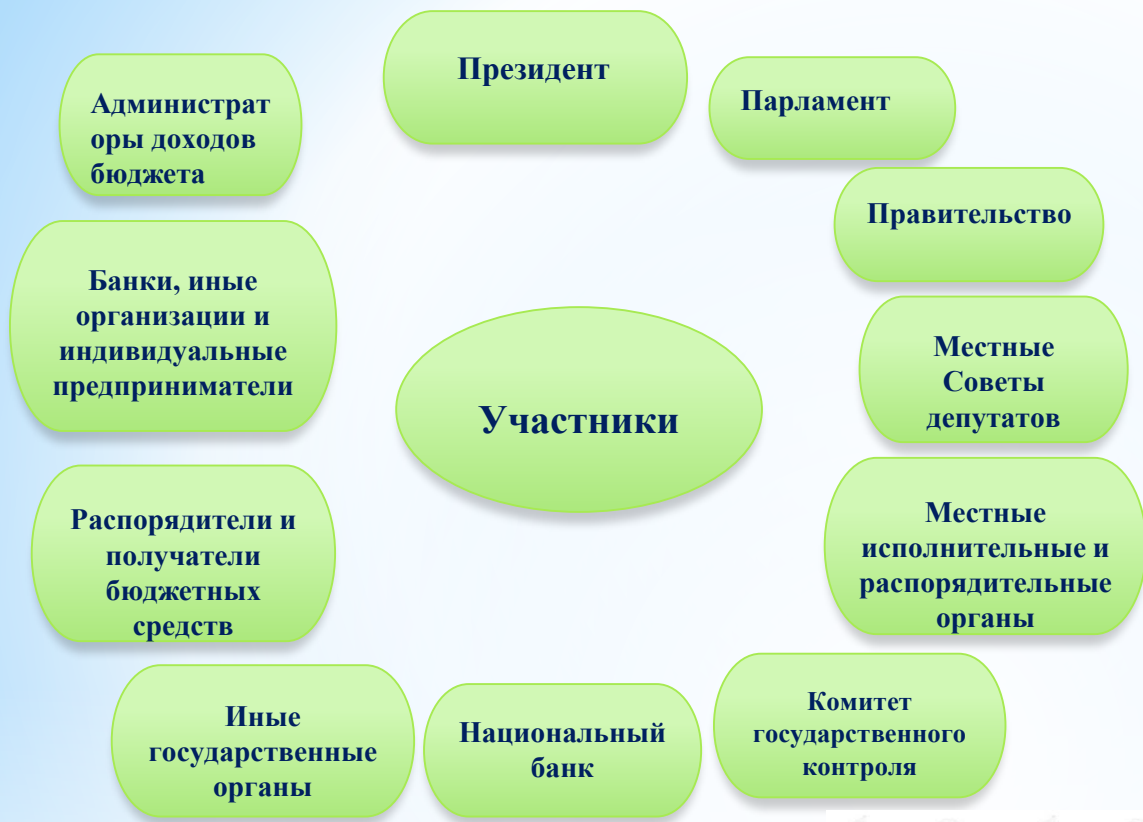 Президент
Парламент
Правительство
Местные
Советы
депутатов
Местные
исполнительные и
распорядительные
органы
Комитет
государственного
контроля
Национальный
банк
Иные
государственные
органы
Распорядители и
получатели
бюджетных
средств
Банки, иные
организации и
индивидуальные
предприниматели
Администрат
оры доходов
бюджета
Участники